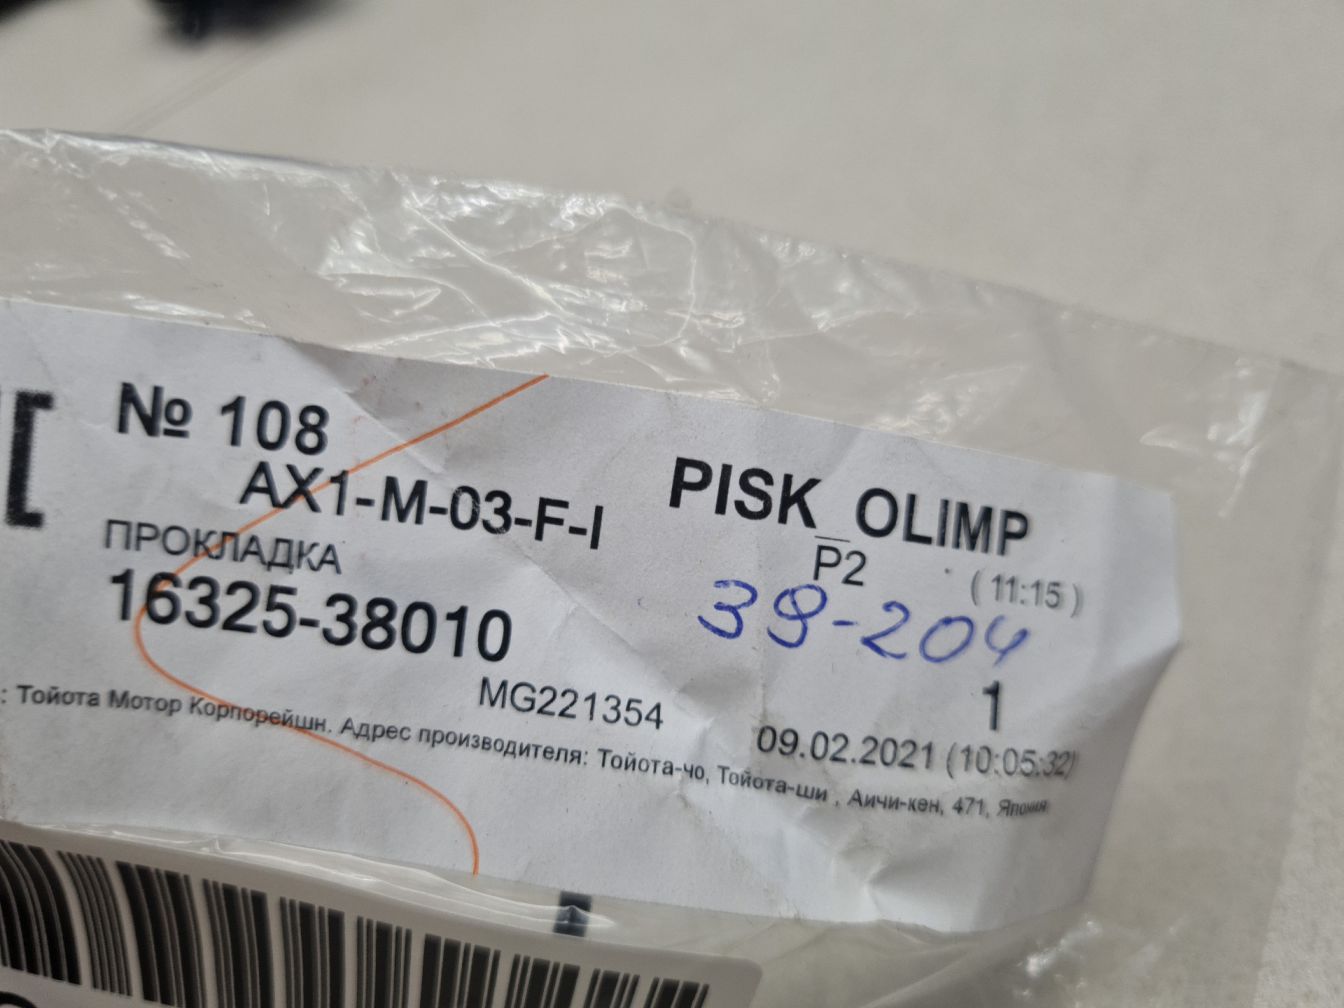 № 108
AX1-M-03-F-I
PISK_OLIMP
P2
(11:15)
ПРОКЛАДКА
16325-38010
39-204
MG221354
1
09.02.2021 (10:05:32)
: Тойота Мотор Корпорейшн. Адрес производителя: Тойота-чо, Тойота-ши , Аичи-кен, 471, Япония